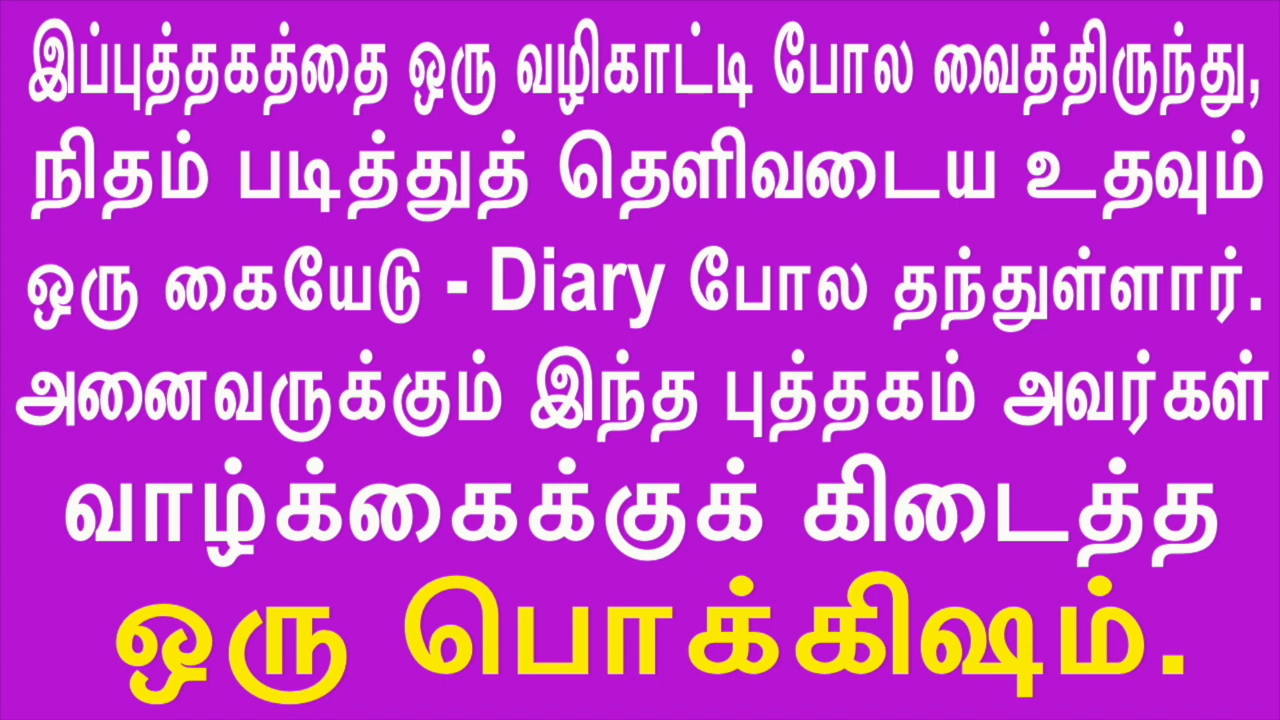 இப்புத்தகத்தை ஒரு வழிகாட்டி போல வைத்திருந்து,
நிதம் படித்துத் தெளிவடைய உதவும்
ஒரு கையேடு - Diary போல தந்துள்ளார்.
அனைவருக்கும் இந்த புத்தகம் அவர்கள்
வாழ்க்கைக்குக் கிடைத்த
ஒரு பொக்கிஷம்.